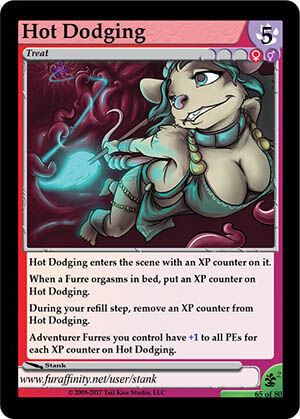 Hot Dodging
5
Treat
Hot Dodging enters the scene with an XP counter on it.
When a Furre orgasms in bed, put an XP counter on
Hot Dodging.
During your refill step, remove an XP counter from
Hot Dodging.
Adventurer Furres you control have +1 to all PEs for
each XP counter on Hot Dodging.
Stank
www.furaffinity.net/user/stank
© 2008-2017 Tail Kiss Studio, LLC
65 of 80